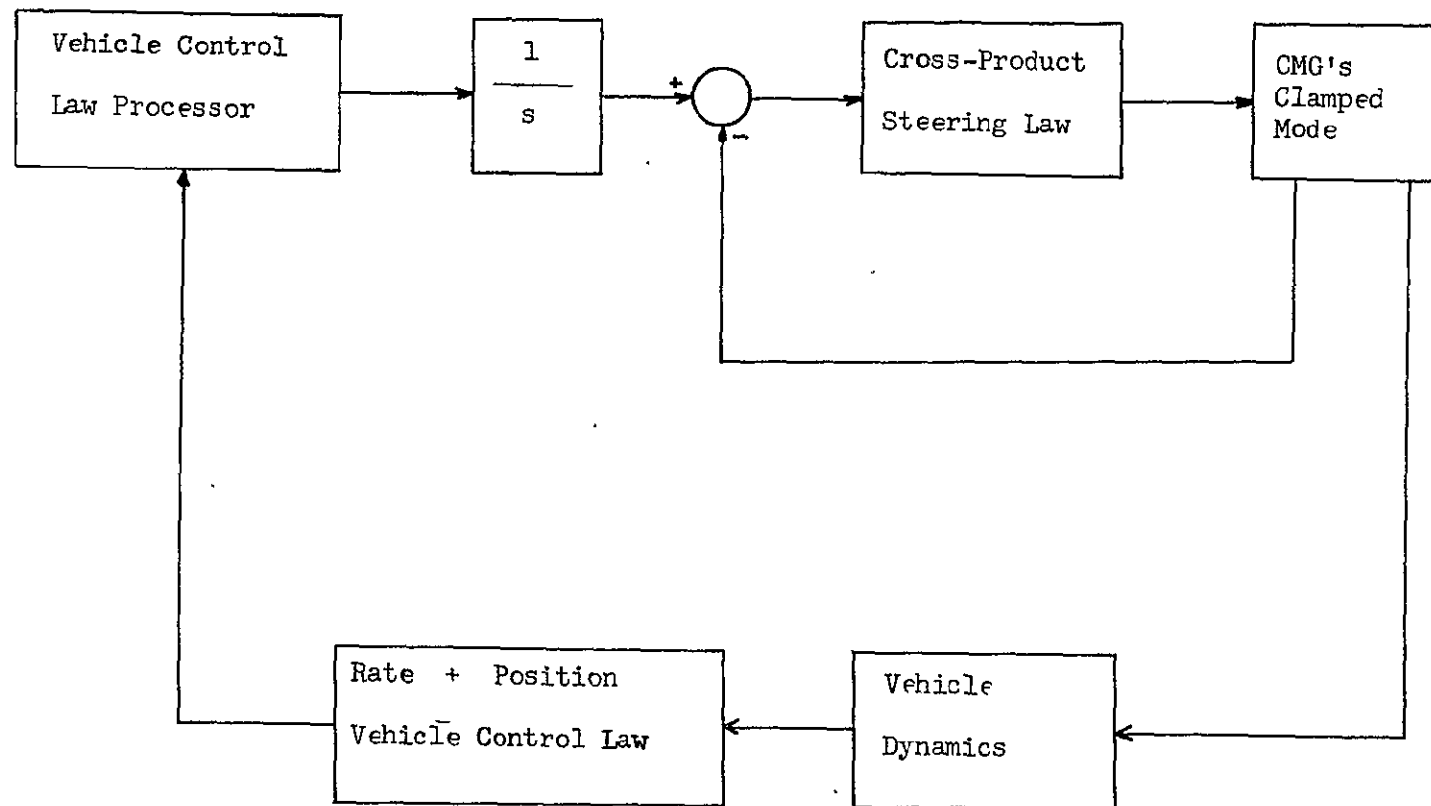 Vehicle Control
Law Processor
1
s
+
-
Cross-Product
Steering Law
CMG's
Clamped
Mode
Rate + Position
Vehicle Control Law
Vehicle
Dynamics